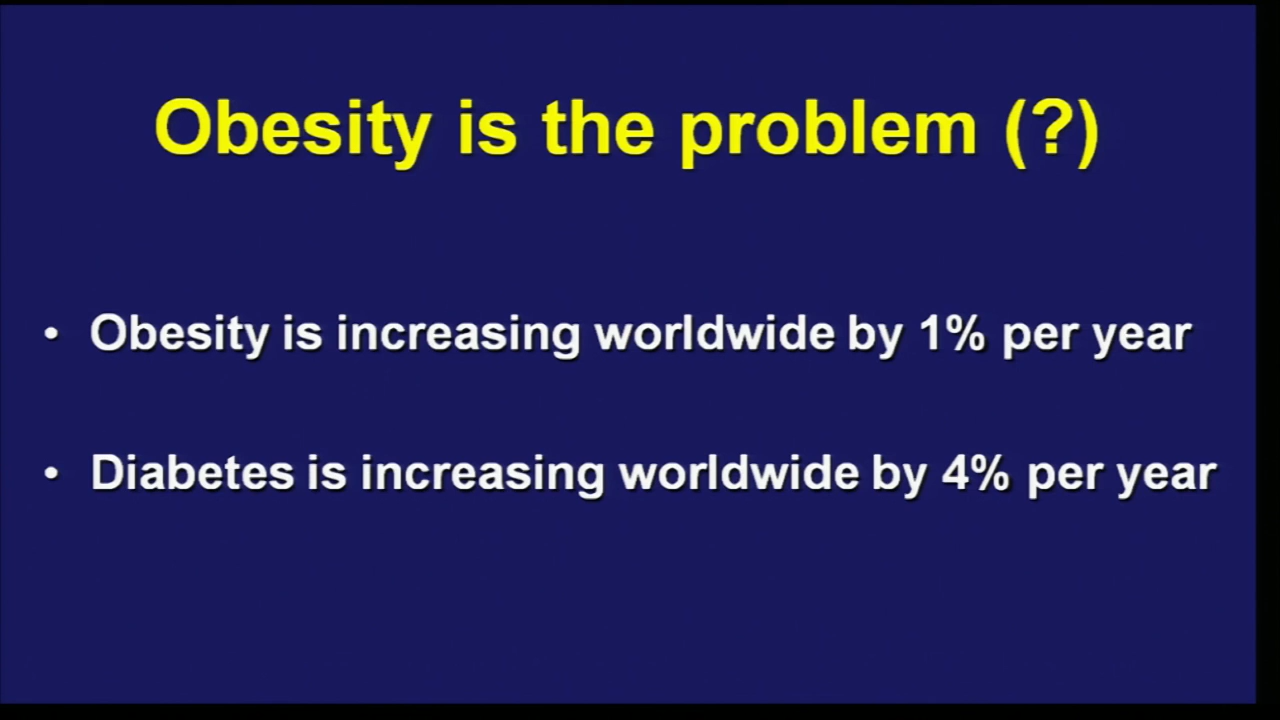 Obesity is the problem (?)
• Obesity is increasing worldwide by 1% per year
• Diabetes is increasing worldwide by 4% per year